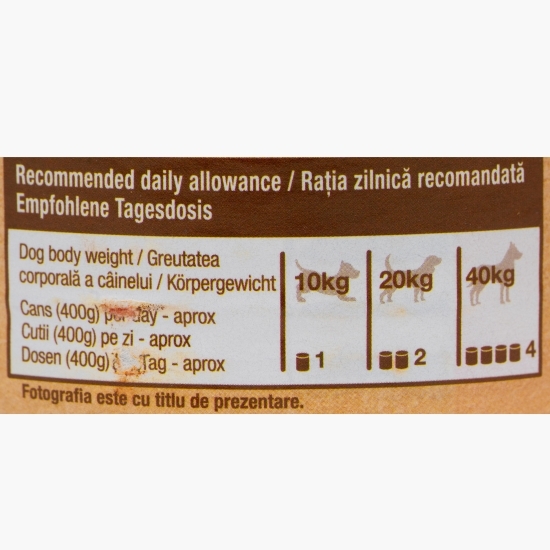 Recommended daily allowance / Rația zilnică recomandată
Empfohlene Tagesdosis
Dog body weight / Greutatea
corporală a câinelui / Körpergewicht
10kg 20kg 40kg
Cans (400g) day - aprox
Cutii (400g) pe zi - aprox
Dosen (400g) Tag - aprox
1 2 4
Fotografia este cu titlu de prezentare.